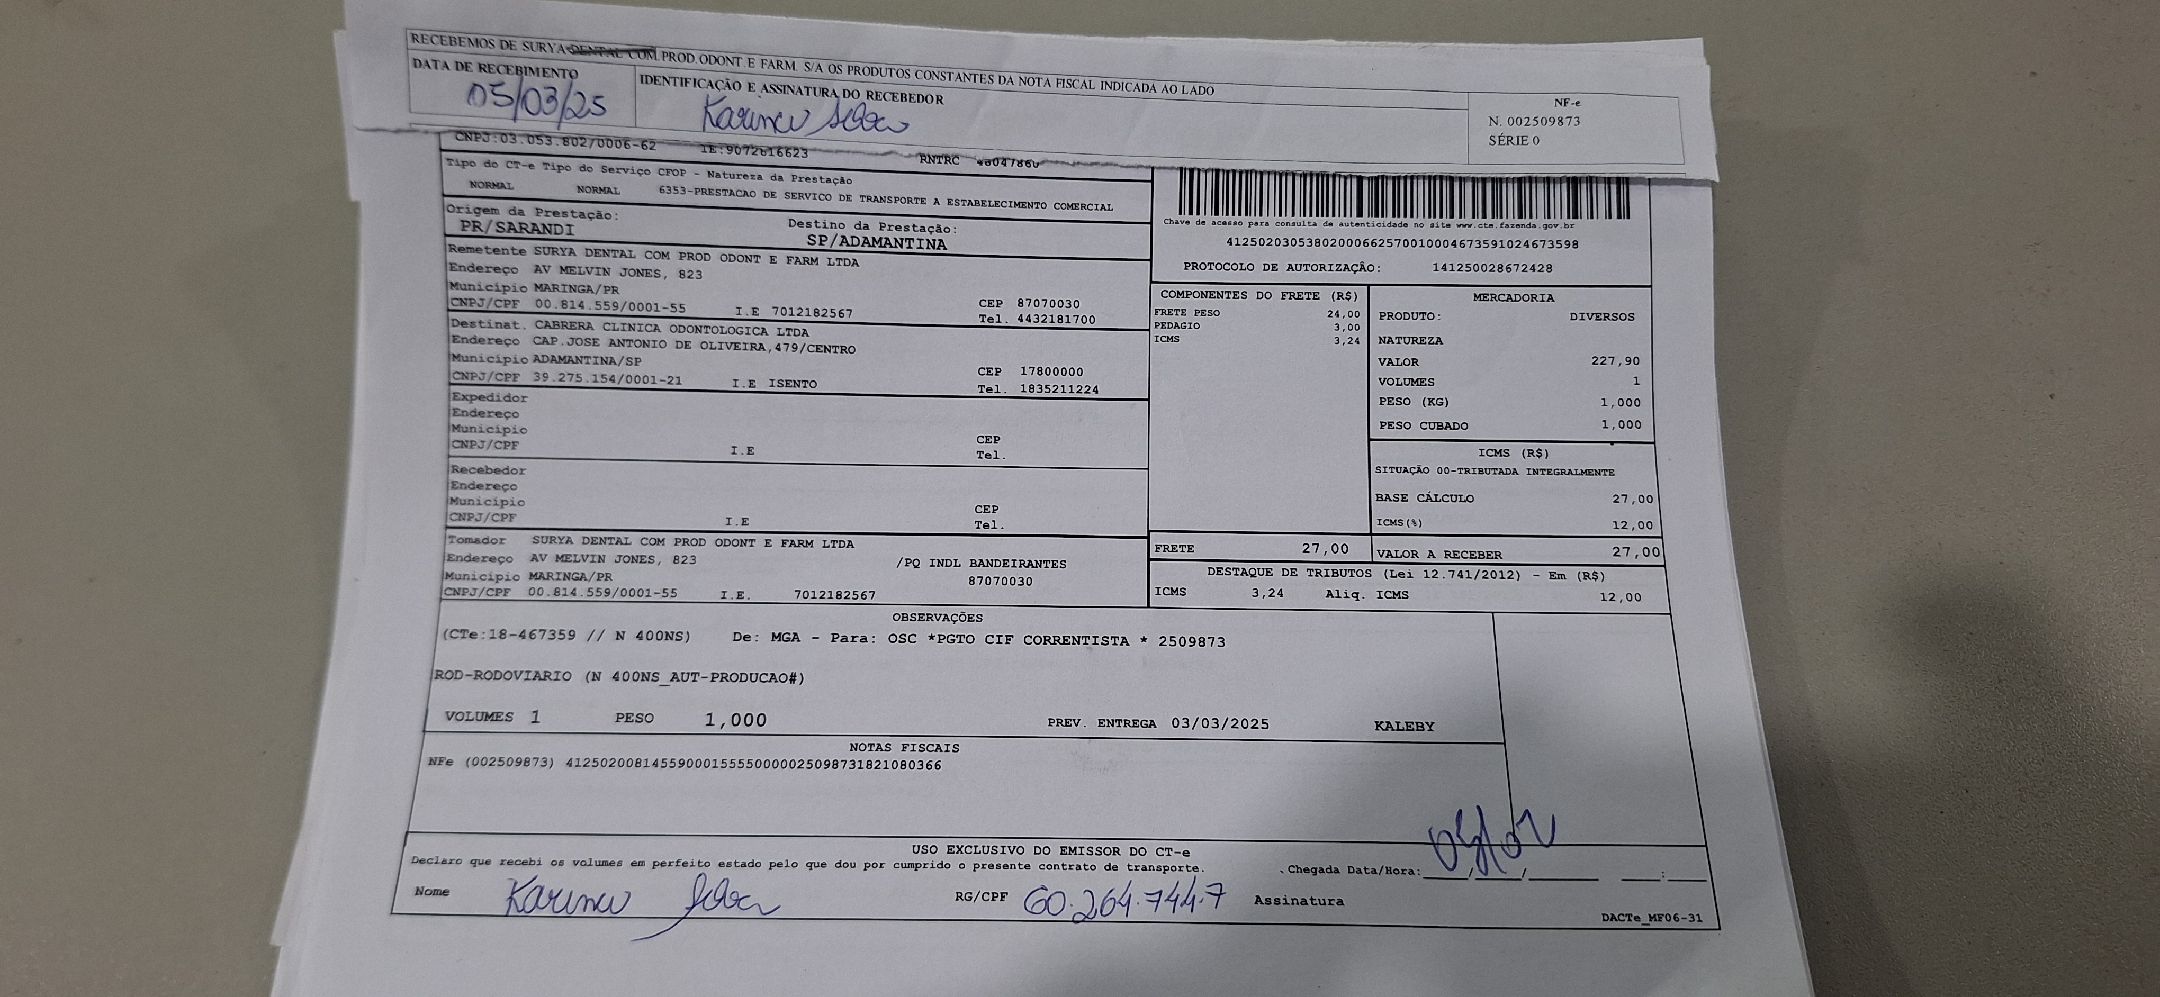 RECEBEMOS DE SURYA DENTAL COM.PROD.ODONT.E FARM. S/A OS PRODUTOS CONSTANTES DA NOTA FISCAL INDICADA AO LADO
DATA DE RECEBIMENTO
05/03/25
IDENTIFICAÇÃO E ASSINATURA DO RECEBEDOR
NF-e
N. 002509873
SÉRIE 0
CNPJ:03.053.802/0006-62 IE:9072616623 RNTRC
Tipo do CT-e Tipo do Serviço CFOP - Natureza da Prestação
NORMAL NORMAL 6353-PRESTACAO DE SERVICO DE TRANSPORTE A ESTABELECIMENTO COMERCIAL
Origem da Prestação: Destino da Prestação:
PR/SARANDI SP/ADAMANTINA
Chave de acesso para consulta de autenticidade no site www.cte.fazenda.gov.br
41250203053802000662570010004673591024673598
PROTOCOLO DE AUTORIZAÇÂO: 141250028672428
Remetente SURYA DENTAL COM PROD ODONT E FARM LTDA
Endereço AV MELVIN JONES, 823
Município MARINGA/PR CEP 87070030
CNPJ/CPF 00.814.559/0001-55 I.E 7012182567 Tel. 4432181700
Destinat. CABRERA CLINICA ODONTOLOGICA LTDA
Endereço CAP.JOSE ANTONIO DE OLIVEIRA,479/CENTRO
Município ADAMANTINA/SP CEP 17800000
CNPJ/CPF 39.275.154/0001-21 I.E ISENTO Tel. 1835211224
Expedidor
Endereço
Município CEP
CNPJ/CPF I.E Tel.
Recebedor
Endereço
Município CEP
CNPJ/CPF I.E Tel.
Tomador SURYA DENTAL COM PROD ODONT E FARM LTDA
Endereço AV MELVIN JONES, 823 /PQ INDL BANDEIRANTES
Município MARINGA/PR 87070030
CNPJ/CPF 00.814.559/0001-55 I.E. 7012182567
COMPONENTES DO FRETE (R$)
FRETE PESO 24,00
PEDAGIO 3,00
ICMS 3,24
MERCADORIA
PRODUTO: DIVERSOS
NATUREZA
VALOR 227,90
VOLUMES 1
PESO (KG) 1,000
PESO CUBADO 1,000
ICMS (R$)
SITUAÇÃO 00-TRIBUTADA INTEGRALMENTE
BASE CÁLCULO 27,00
ICMS(%) 12,00
FRETE 27,00 VALOR A RECEBER 27,00
DESTAQUE DE TRIBUTOS (Lei 12.741/2012) - Em (R$)
ICMS 3,24 Aliq. ICMS 12,00
OBSERVAÇÕES
(CTe:18-467359 // N 400NS) De: MGA - Para: OSC *PGTO CIF CORRENTISTA * 2509873
ROD-RODOVIARIO (N 400NS_AUT-PRODUCAO#)
VOLUMES 1 PESO 1,000 PREV. ENTREGA 03/03/2025 KALEBY
NOTAS FISCAIS
NFe (002509873) 41250200814559000155550000025098731821080366
USO EXCLUSIVO DO EMISSOR DO CT-e
Declaro que recebi os volumes em perfeito estado pelo que dou por cumprido o presente contrato de transporte.
Chegada Data/Hora: ____/____/______ ____:____
Nome RG/CPF 60.264.744.7 Assinatura
DACTe_MF06-31